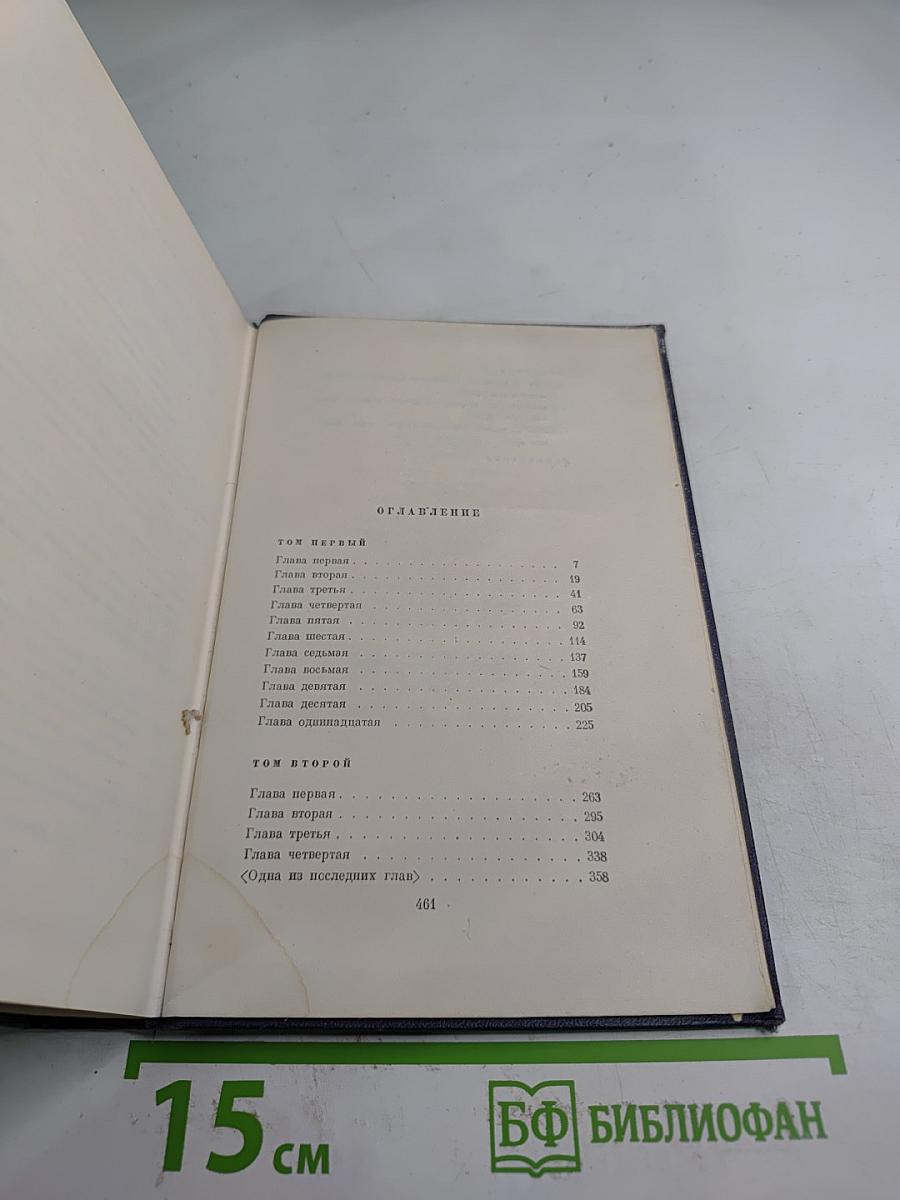 ОГЛАВЛЕНИЕ
ТОМ ПЕРВЫЙ
Глава первая . . . . . . . . . . . . . . . . . . . . 7
Глава вторая . . . . . . . . . . . . . . . . . . . . 19
Глава третья . . . . . . . . . . . . . . . . . . . . 41
Глава четвертая . . . . . . . . . . . . . . . . . . 63
Глава пятая . . . . . . . . . . . . . . . . . . . . 92
Глава шестая . . . . . . . . . . . . . . . . . . . . 114
Глава седьмая . . . . . . . . . . . . . . . . . . . 137
Глава восьмая . . . . . . . . . . . . . . . . . . . 159
Глава девятая . . . . . . . . . . . . . . . . . . . 184
Глава десятая . . . . . . . . . . . . . . . . . . . 205
Глава одиннадцатая . . . . . . . . . . . . . . . . 225
ТОМ ВТОРОЙ
Глава первая . . . . . . . . . . . . . . . . . . . . 263
Глава вторая . . . . . . . . . . . . . . . . . . . . 295
Глава третья . . . . . . . . . . . . . . . . . . . . 304
Глава четвертая . . . . . . . . . . . . . . . . . . 338
〈Одна из последних глав〉 . . . . . . . . . . . . . 358
461
15 см
БФ БИБЛИОФАН